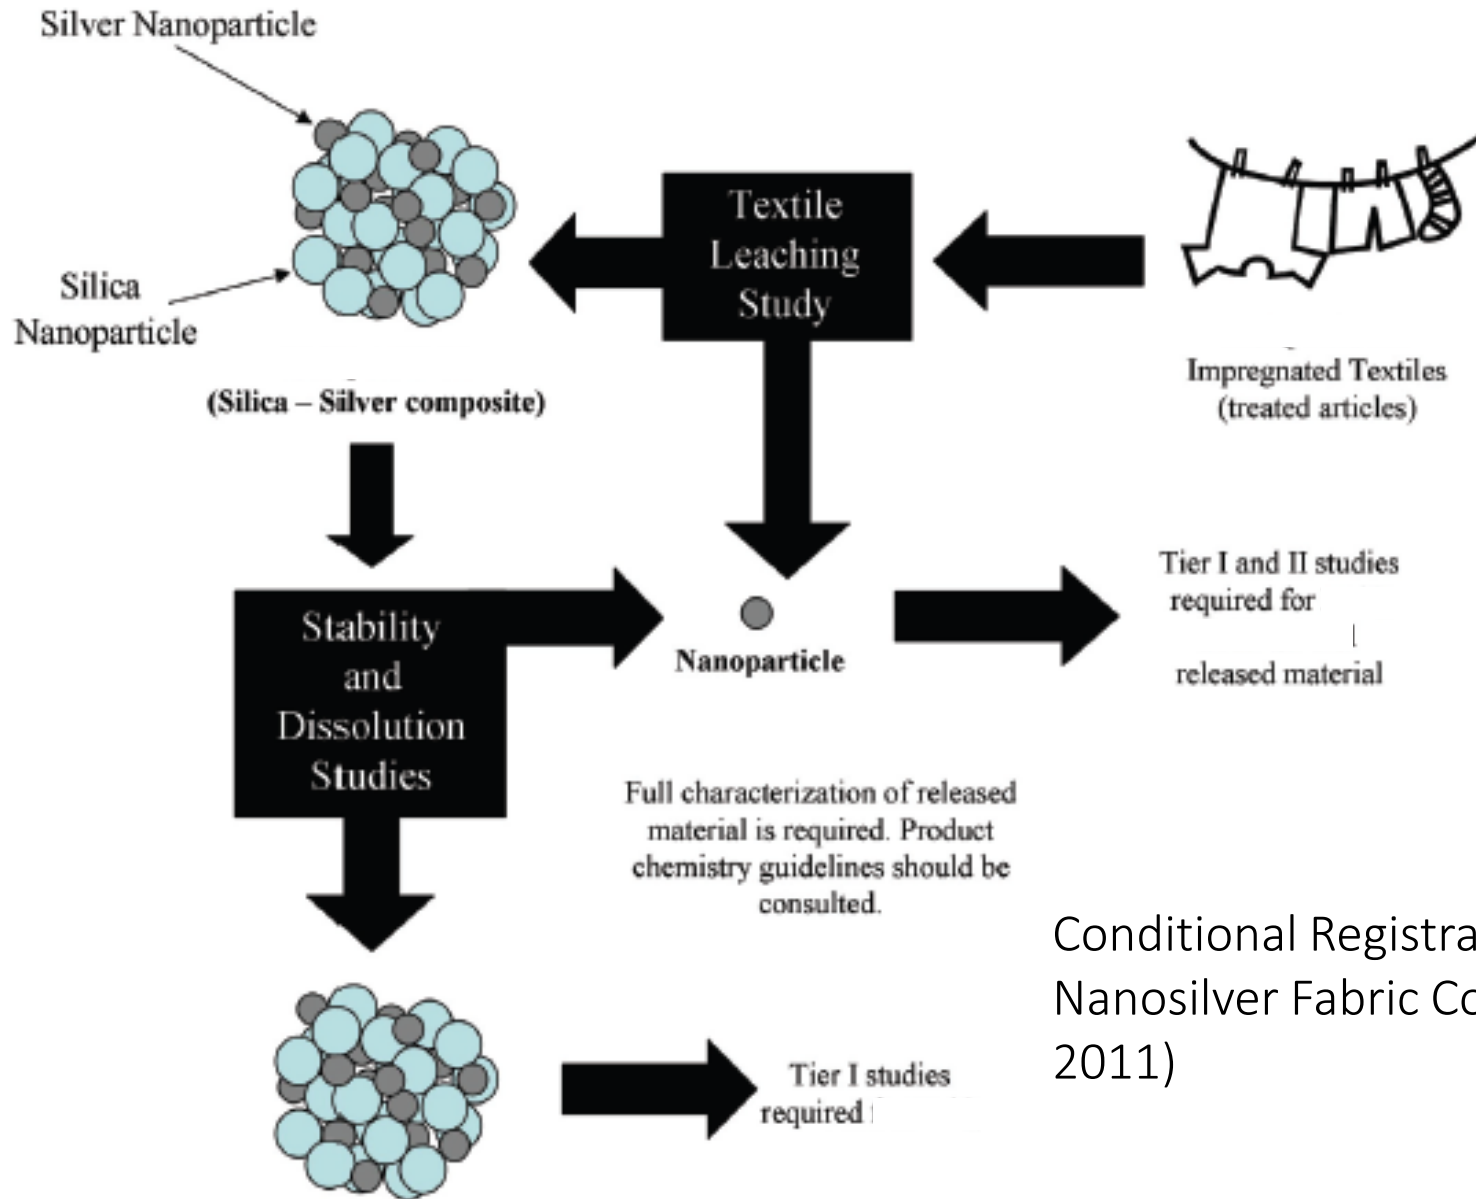 Silver Nanoparticle
Silica
Nanoparticle
(Silica – Silver composite)
Textile
Leaching
Study
Impregnated Textiles
(treated articles)
Stability
and
Dissolution
Studies
Nanoparticle
Tier I and II studies
required for
released material
Full characterization of released
material is required. Product
chemistry guidelines should be
consulted.
Conditional
Nanosilver Fabric
2011)
Tier I studies
required